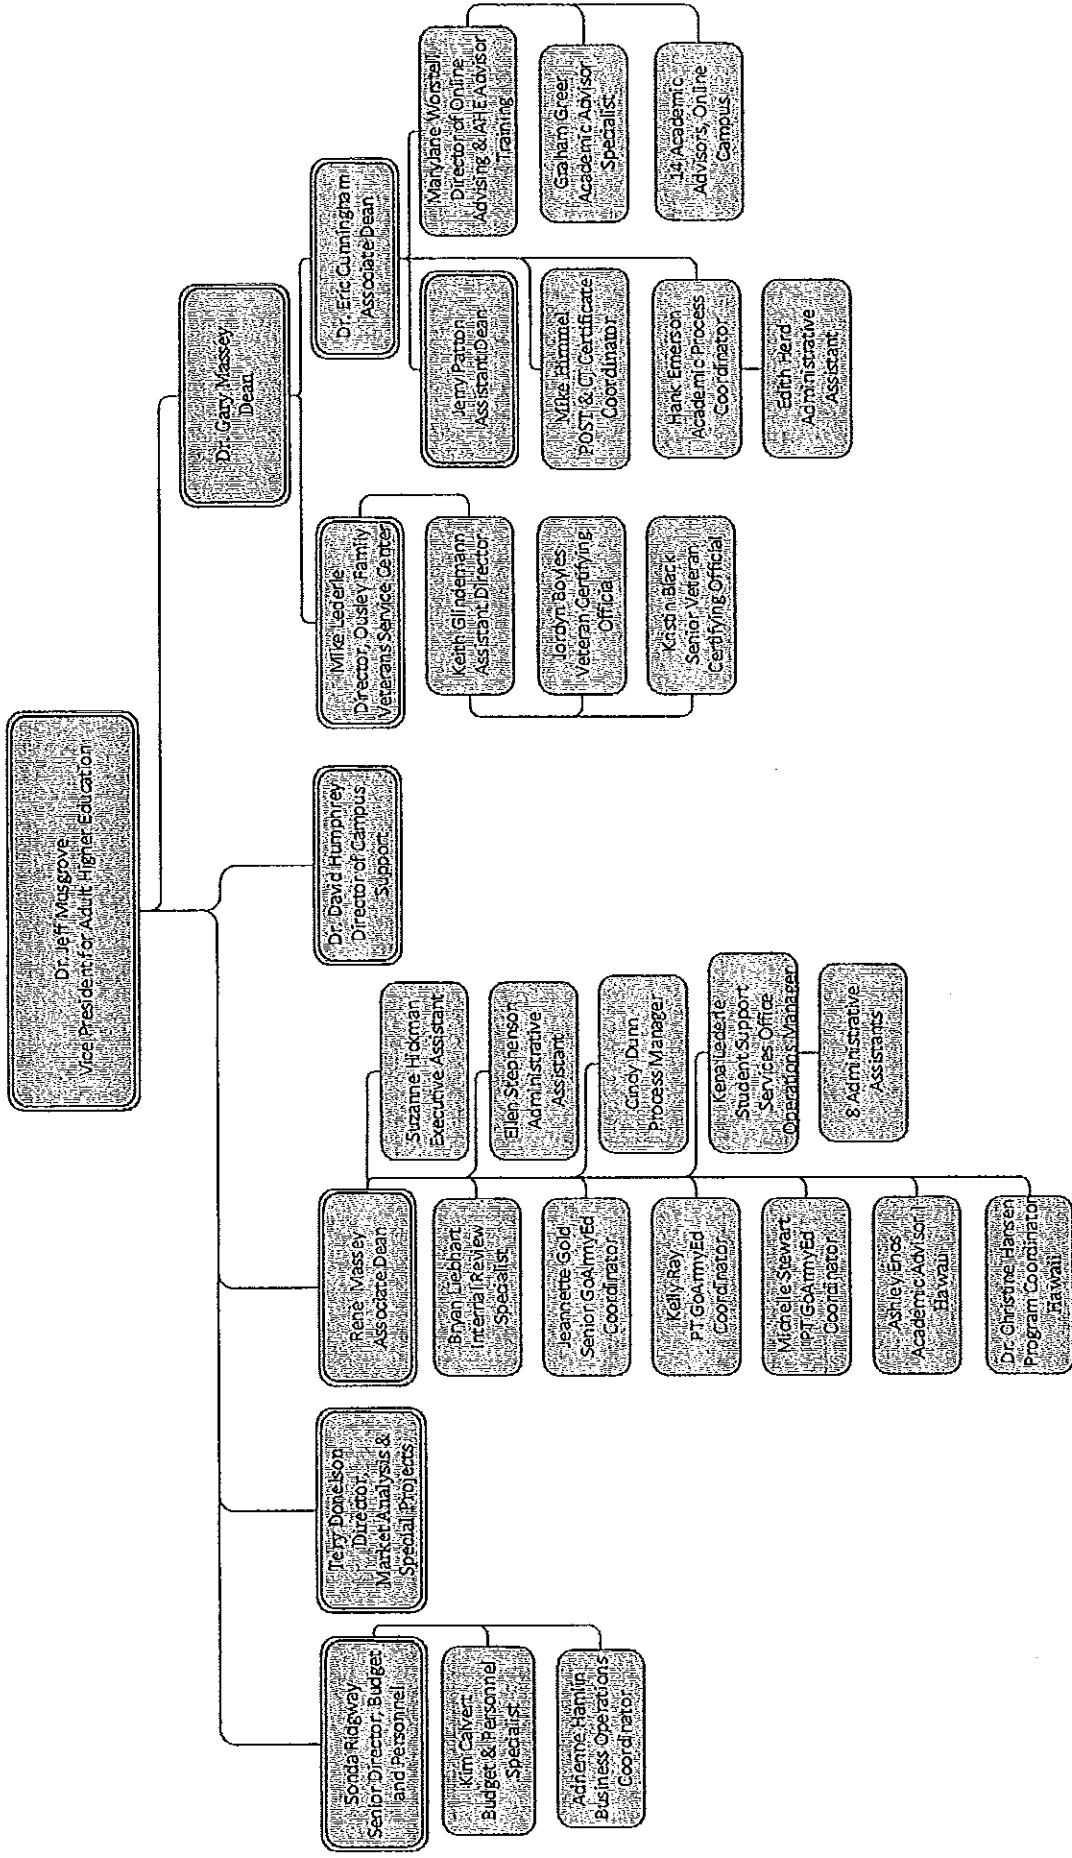 Dr. Jeff Musgrove
Vice President for Adult Higher Education
Sonda Ridgway
Senior Director, Budget
and Personnel
Kim Calvert
Budget & Personnel
Specialist
Adrienne Hamlin
Business Operations
Coordinator
Terry Donelson
Director,
Market Analysis &
Special Projects
Rene' Massey
Associate Dean
Suzanne Hickman
Executive Assistant
Bryan Liebhart
Internal Review
Specialist
Ellen Stephenson
Administrative
Assistant
Jeannette Gold
Senior GoArmyEd
Coordinator
Cindy Dunn
Process Manager
Kelly Ray
PT GoArmyEd
Coordinator
Kena Lederle
Student Support
Services Office
Operations Manager
Michelle Stewart
PT GoArmyEd
Coordinator
8 Administrative
Assistants
Ashley Enos
Academic Advisor I
Hawaii
Dr. Christine Hansen
Program Coordinator
Hawaii
Dr. David Humphrey
Director of Campus
Support
Dr. Gary Massey
Dean
Mike Lederle
Director, Ousley Family
Veterans Service Center
Keith Glindemann
Assistant Director
Jordyn Boyles
Veteran Certifying
Official
Kristin Black
Senior Veteran
Certifying Official
Dr. Eric Cunningham
Associate Dean
Jerry Patton
Assistant Dean
Mike Himmel
POST & CJ Certificate
Coordinator
Hank Emerson
Academic Process
Coordinator
Edith Herd
Administrative
Assistant
MaryJane Worstell
Director of Online
Advising & AHE Advisor
Training
Graham Greer
Academic Advisor
Specialist
14 Academic
Advisors, Online
Campus